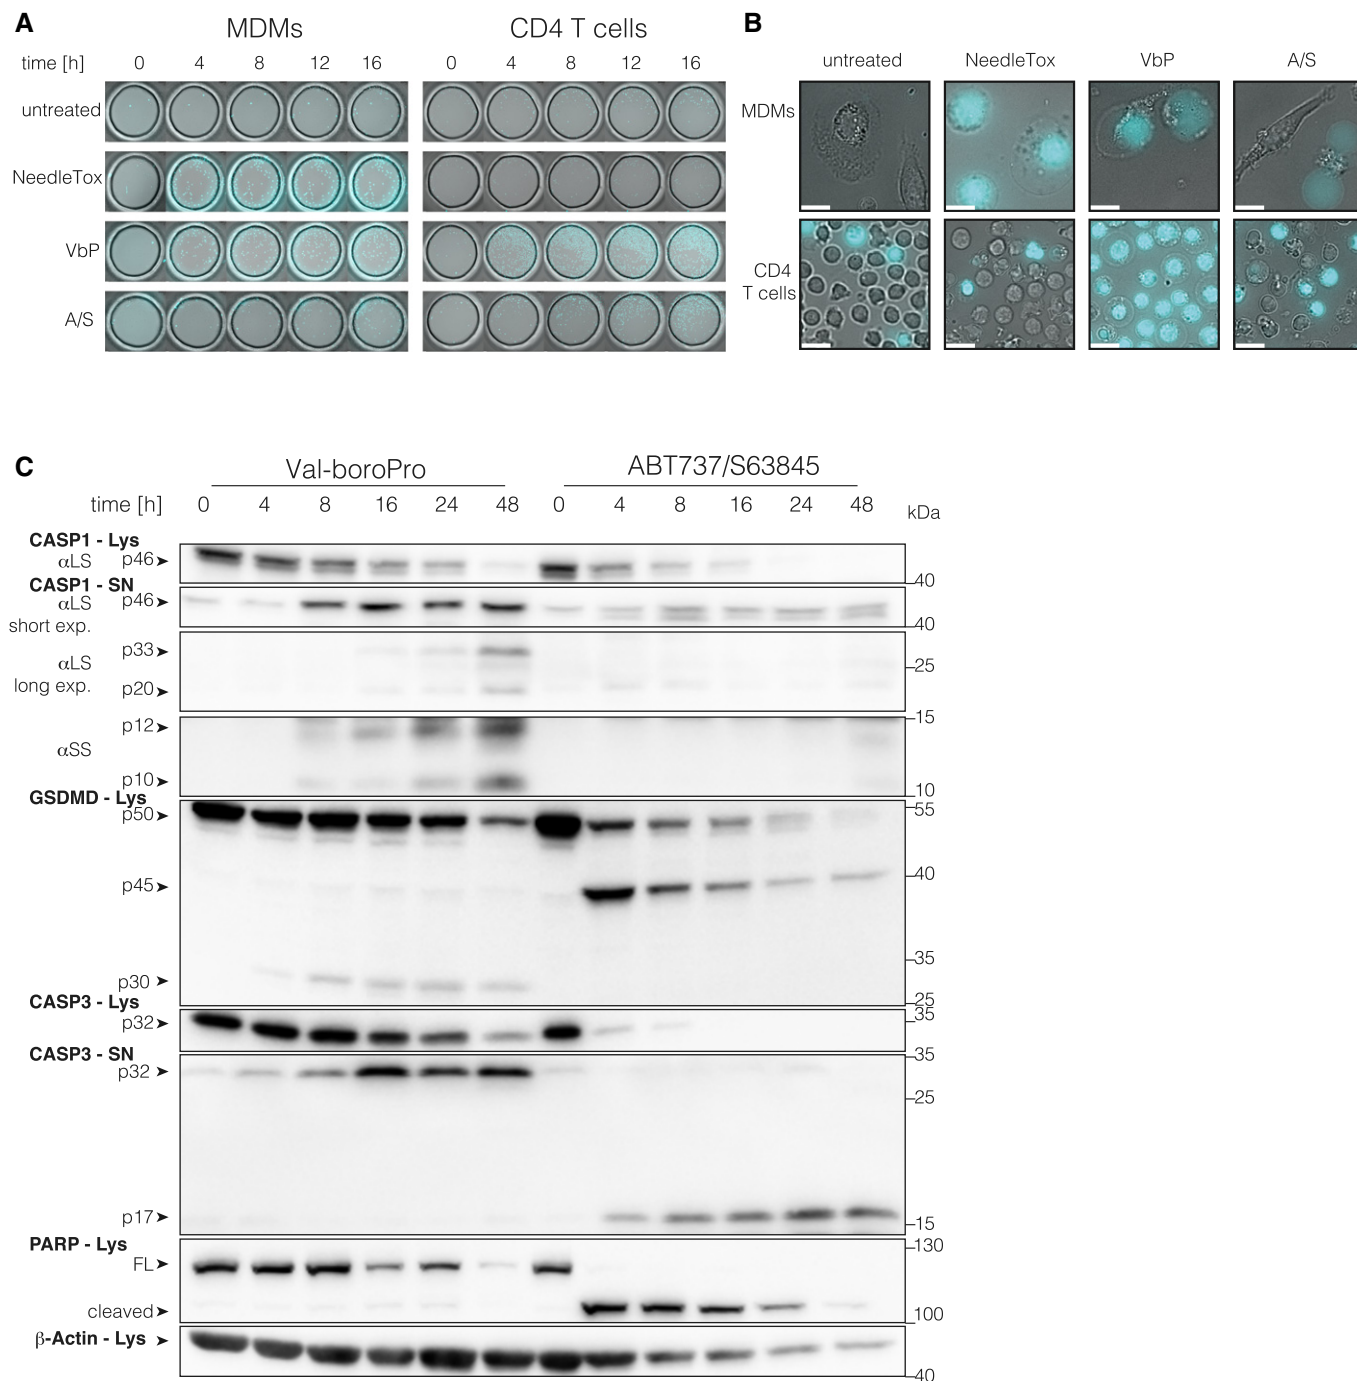 A
MDMs
CD4 T cells
time [h]
0 4 8 12 16
0 4 8 12 16
untreated
NeedleTox
VbP
A/S
B
untreated NeedleTox VbP A/S
MDMs
CD4
T cells
C
Val-boroPro
ABT737/S63845
time [h]
0 4 8 16 24 48
0 4 8 16 24 48
kDa
CASP1 - Lys
αLS p46
40
CASP1 - SN
αLS p46
short exp.
40
p33
αLS
25
long exp.
p20
15
p12
αSS
p10
10
GSDMD - Lys
p50
55
p45
40
35
p30
25
CASP3 - Lys
35
p32
CASP3 - SN
35
p32
25
p17
15
PARP - Lys
130
FL
cleaved
100
β-Actin - Lys
40